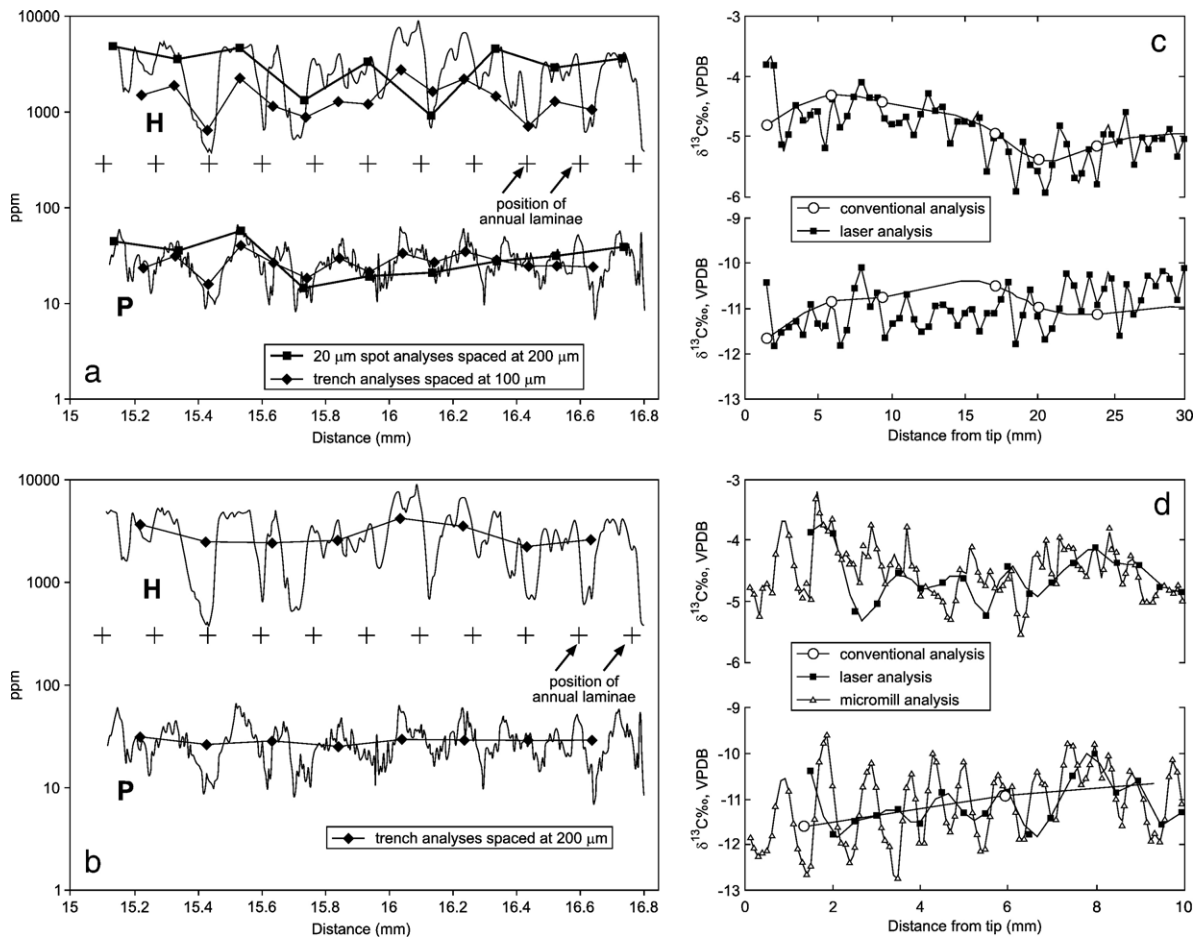 a
10000
1000
100
10
1
ppm
H
P
position of
annual laminae
20 μm spot analyses spaced at 200 μm
trench analyses spaced at 100 μm
15 15.2 15.4 15.6 15.8 16 16.2 16.4 16.6 16.8
Distance (mm)
c
-3
-4
-5
-6
-9
-10
-11
-12
-13
δ13C‰, VPDB
δ13C‰, VPDB
conventional analysis
laser analysis
0 5 10 15 20 25 30
Distance from tip (mm)
b
10000
1000
100
10
1
ppm
H
P
position of
annual laminae
trench analyses spaced at 200 μm
15 15.2 15.4 15.6 15.8 16 16.2 16.4 16.6 16.8
Distance (mm)
d
-3
-4
-5
-6
-9
-10
-11
-12
-13
δ13C‰, VPDB
δ13C‰, VPDB
conventional analysis
laser analysis
micromill analysis
0 2 4 6 8 10
Distance from tip (mm)